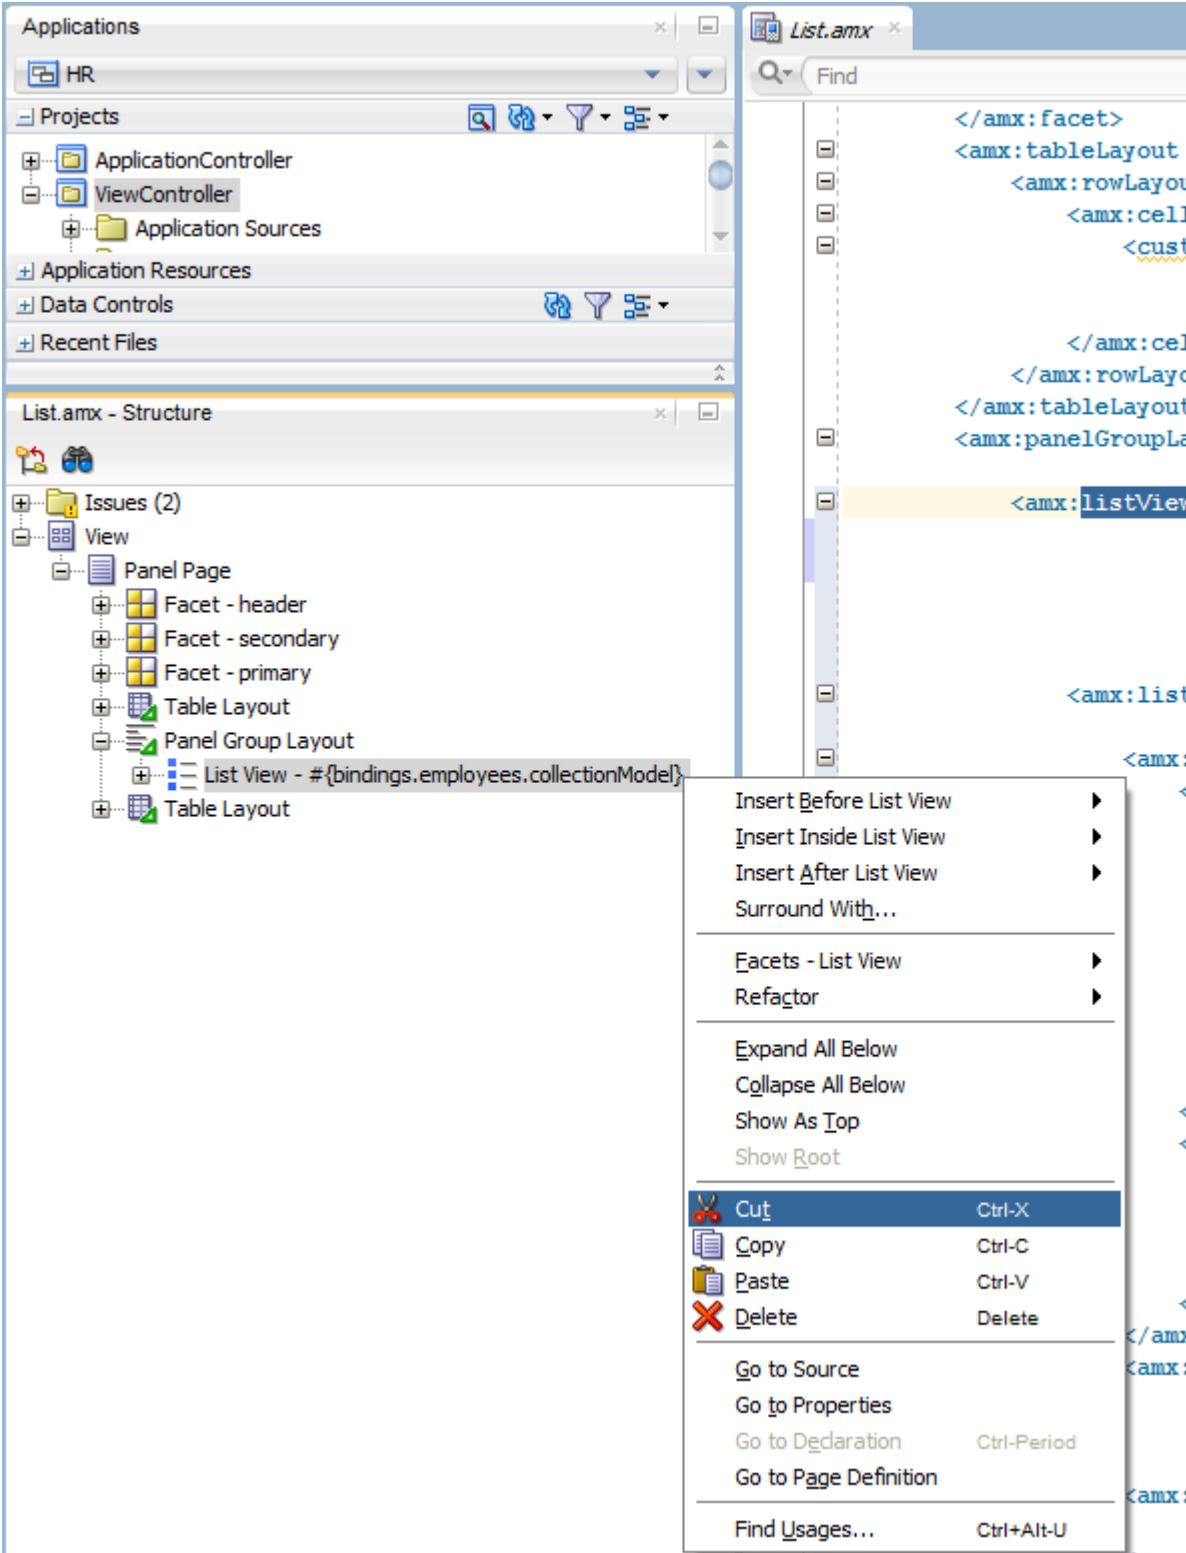 Applications
HR
Projects
ApplicationController
ViewController
Application Sources
Application Resources
Data Controls
Recent Files
List.amx - Structure
Issues (2)
View
Panel Page
Facet - header
Facet - secondary
Facet - primary
Table Layout
Panel Group Layout
List View - #{bindings.employees.collectionModel}
Table Layout
List.amx
Find
</amx:facet>
<amx:tableLayout
<amx:rowLayou
<amx:cell
<cust
</amx:cel
</amx:rowLayo
</amx:tableLayout
<amx:panelGroupLa
<amx:listView
<amx:list
<amx:
<
<
<
<
</amx
<amx:
<amx:
Insert Before List View
Insert Inside List View
Insert After List View
Surround With...
Facets - List View
Refactor
Expand All Below
Collapse All Below
Show As Top
Show Root
Cut Ctrl-X
Copy Ctrl-C
Paste Ctrl-V
Delete Delete
Go to Source
Go to Properties
Go to Declaration Ctrl-Period
Go to Page Definition
Find Usages... Ctrl+Alt-U